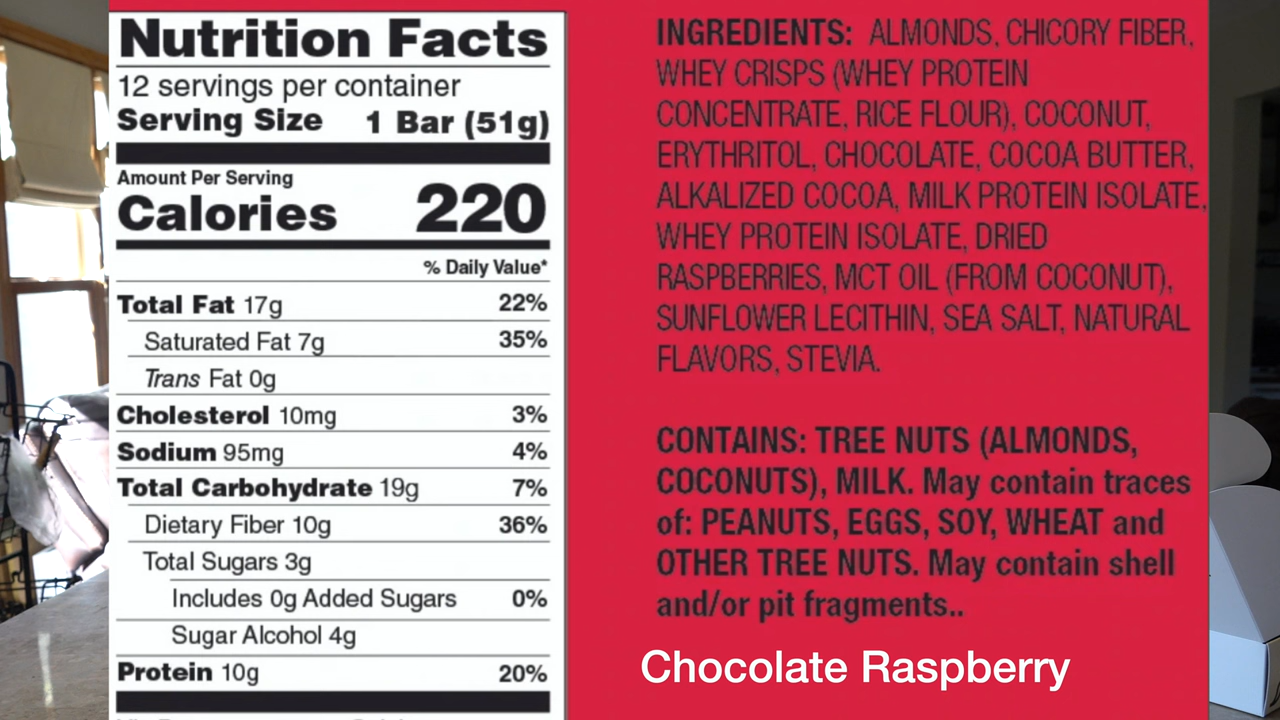 Nutrition Facts
12 servings per container
Serving Size 1 Bar (51g)
Amount Per Serving
Calories 220
% Daily Value*
Total Fat 17g 22%
Saturated Fat 7g 35%
Trans Fat 0g
Cholesterol 10mg 3%
Sodium 95mg 4%
Total Carbohydrate 19g 7%
Dietary Fiber 10g 36%
Total Sugars 3g
Includes 0g Added Sugars 0%
Sugar Alcohol 4g
Protein 10g 20%
INGREDIENTS: ALMONDS, CHICORY FIBER,
WHEY CRISPS (WHEY PROTEIN
CONCENTRATE, RICE FLOUR), COCONUT,
ERYTHRITOL, CHOCOLATE, COCOA BUTTER,
ALKALIZED COCOA, MILK PROTEIN ISOLATE,
WHEY PROTEIN ISOLATE, DRIED
RASPBERRIES, MCT OIL (FROM COCONUT),
SUNFLOWER LECITHIN, SEA SALT, NATURAL
FLAVORS, STEVIA.
CONTAINS: TREE NUTS (ALMONDS,
COCONUTS), MILK. May contain traces
of: PEANUTS, EGGS, SOY, WHEAT and
OTHER TREE NUTS. May contain shell
and/or pit fragments..
Chocolate Raspberry